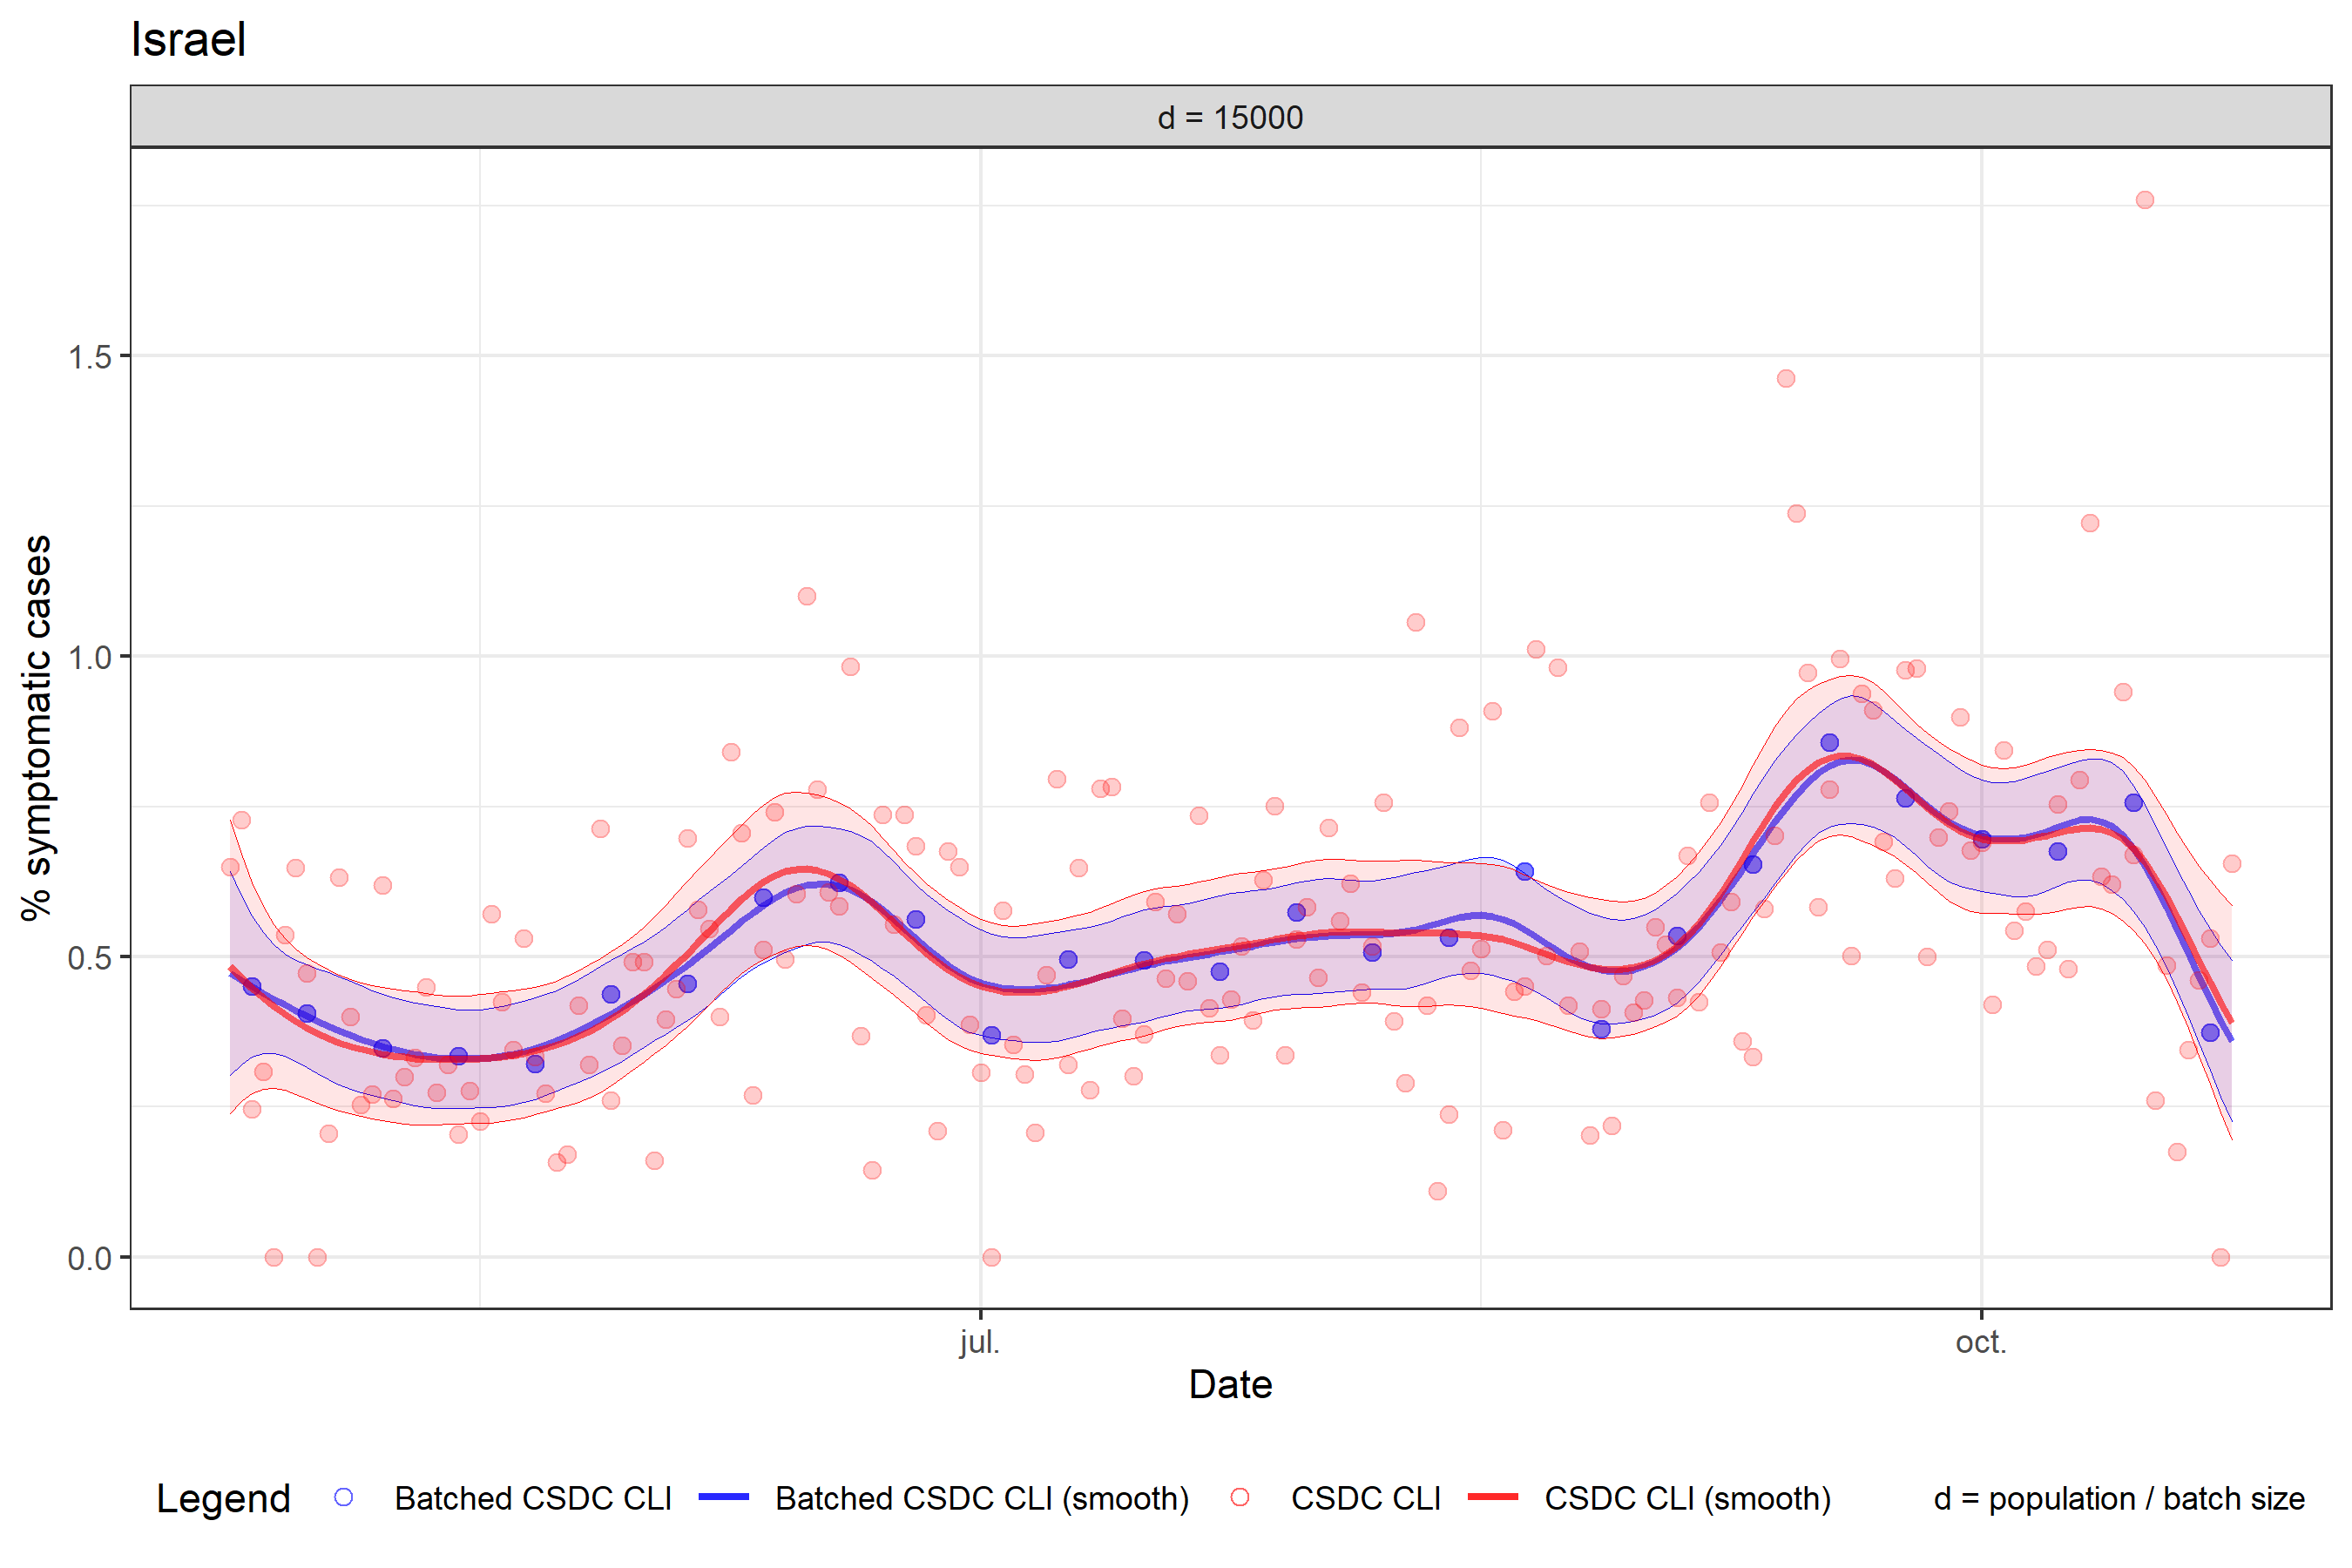 Israel
d = 15000
% symptomatic cases
1.5
1.0
0.5
0.0
jul.
oct.
Date
Legend
Batched CSDC CLI
Batched CSDC CLI (smooth)
CSDC CLI
CSDC CLI (smooth)
d = population / batch size